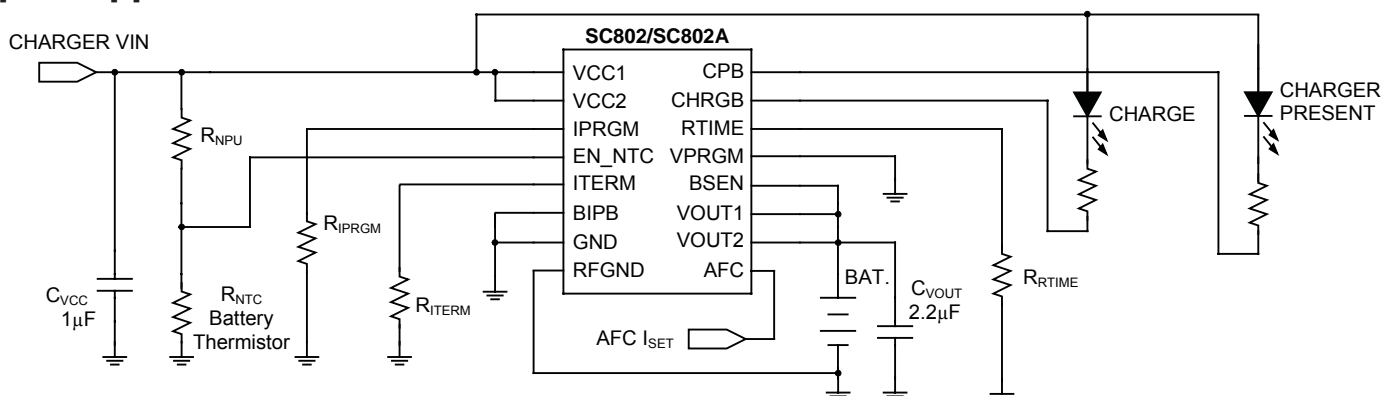 SC802/SC802A
CHARGER VIN
VCC1
VCC2
IPRGM
EN_NTC
ITERM
BIPB
GND
RFGND
CPB
CHRGB
RTIME
VPRGM
BSEN
VOUT1
VOUT2
AFC
CHARGE
CHARGER
PRESENT
RNPU
RIPRGM
RITERM
CVCC
1µF
RNTC
Battery
Thermistor
AFC ISET
BAT.
CVOUT
2.2µF
RRTIME